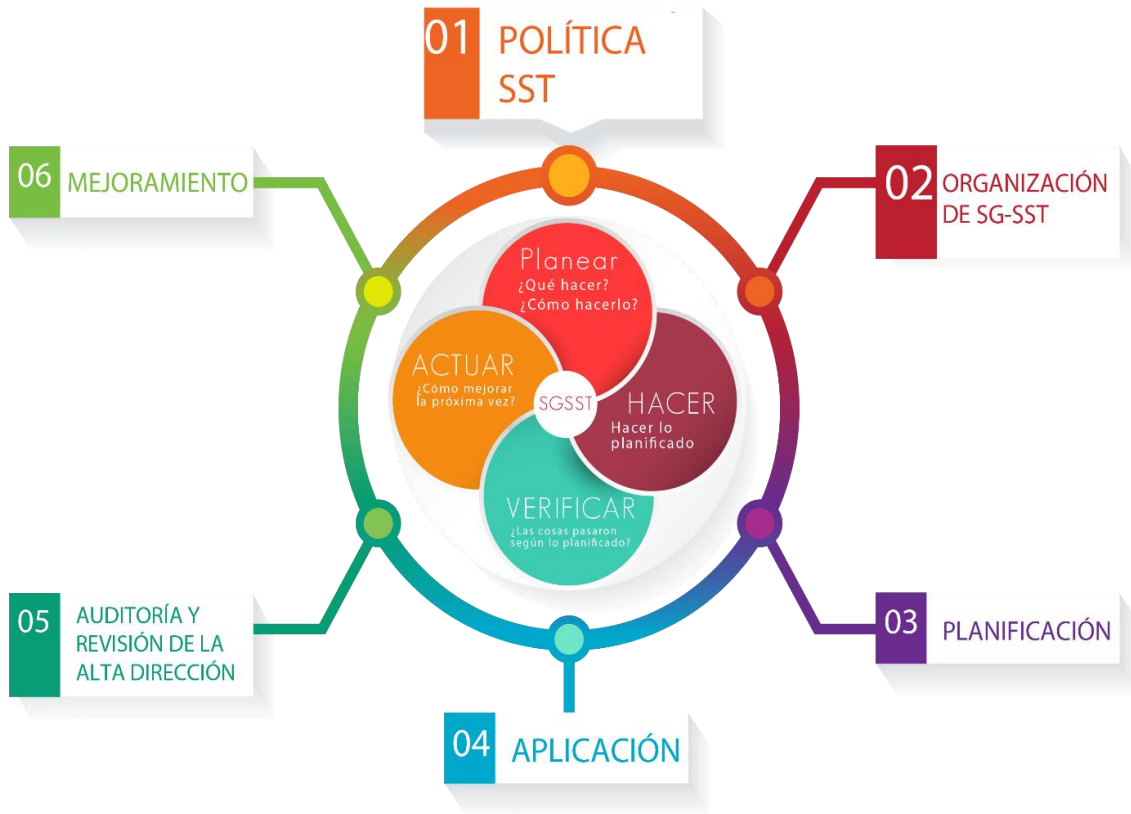 01
POLÍTICA
SST
02
ORGANIZACIÓN
DE SG-SST
03
PLANIFICACIÓN
04
APLICACIÓN
05
AUDITORÍA Y
REVISIÓN DE LA
ALTA DIRECCIÓN
06
MEJORAMIENTO
Planear
¿Qué hacer?
¿Cómo hacerlo?
HACER
Hacer lo
planificado
VERIFICAR
¿Las cosas pasaron
según lo planificado?
ACTUAR
¿Cómo mejorar
la próxima vez?
SGSST